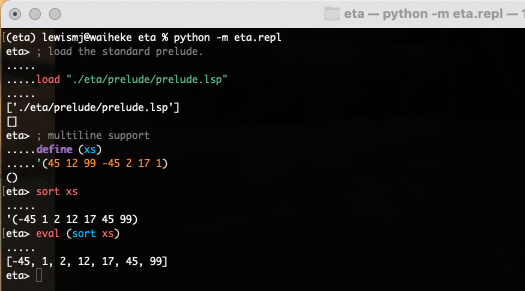 eta — python -m eta.repl — 1
(eta) lewismj@waiheke eta % python -m eta.repl
eta> ; load the standard prelude.
.....
.....load "./eta/prelude/prelude.lsp"
.....
['./eta/prelude/prelude.lsp']
[]
eta> ; multiline support
.....define (xs)
.....'(45 12 99 -45 2 17 1)
()
eta> sort xs
.....
'(-45 1 2 12 17 45 99)
eta> eval (sort xs)
.....
[-45, 1, 2, 12, 17, 45, 99]
eta>